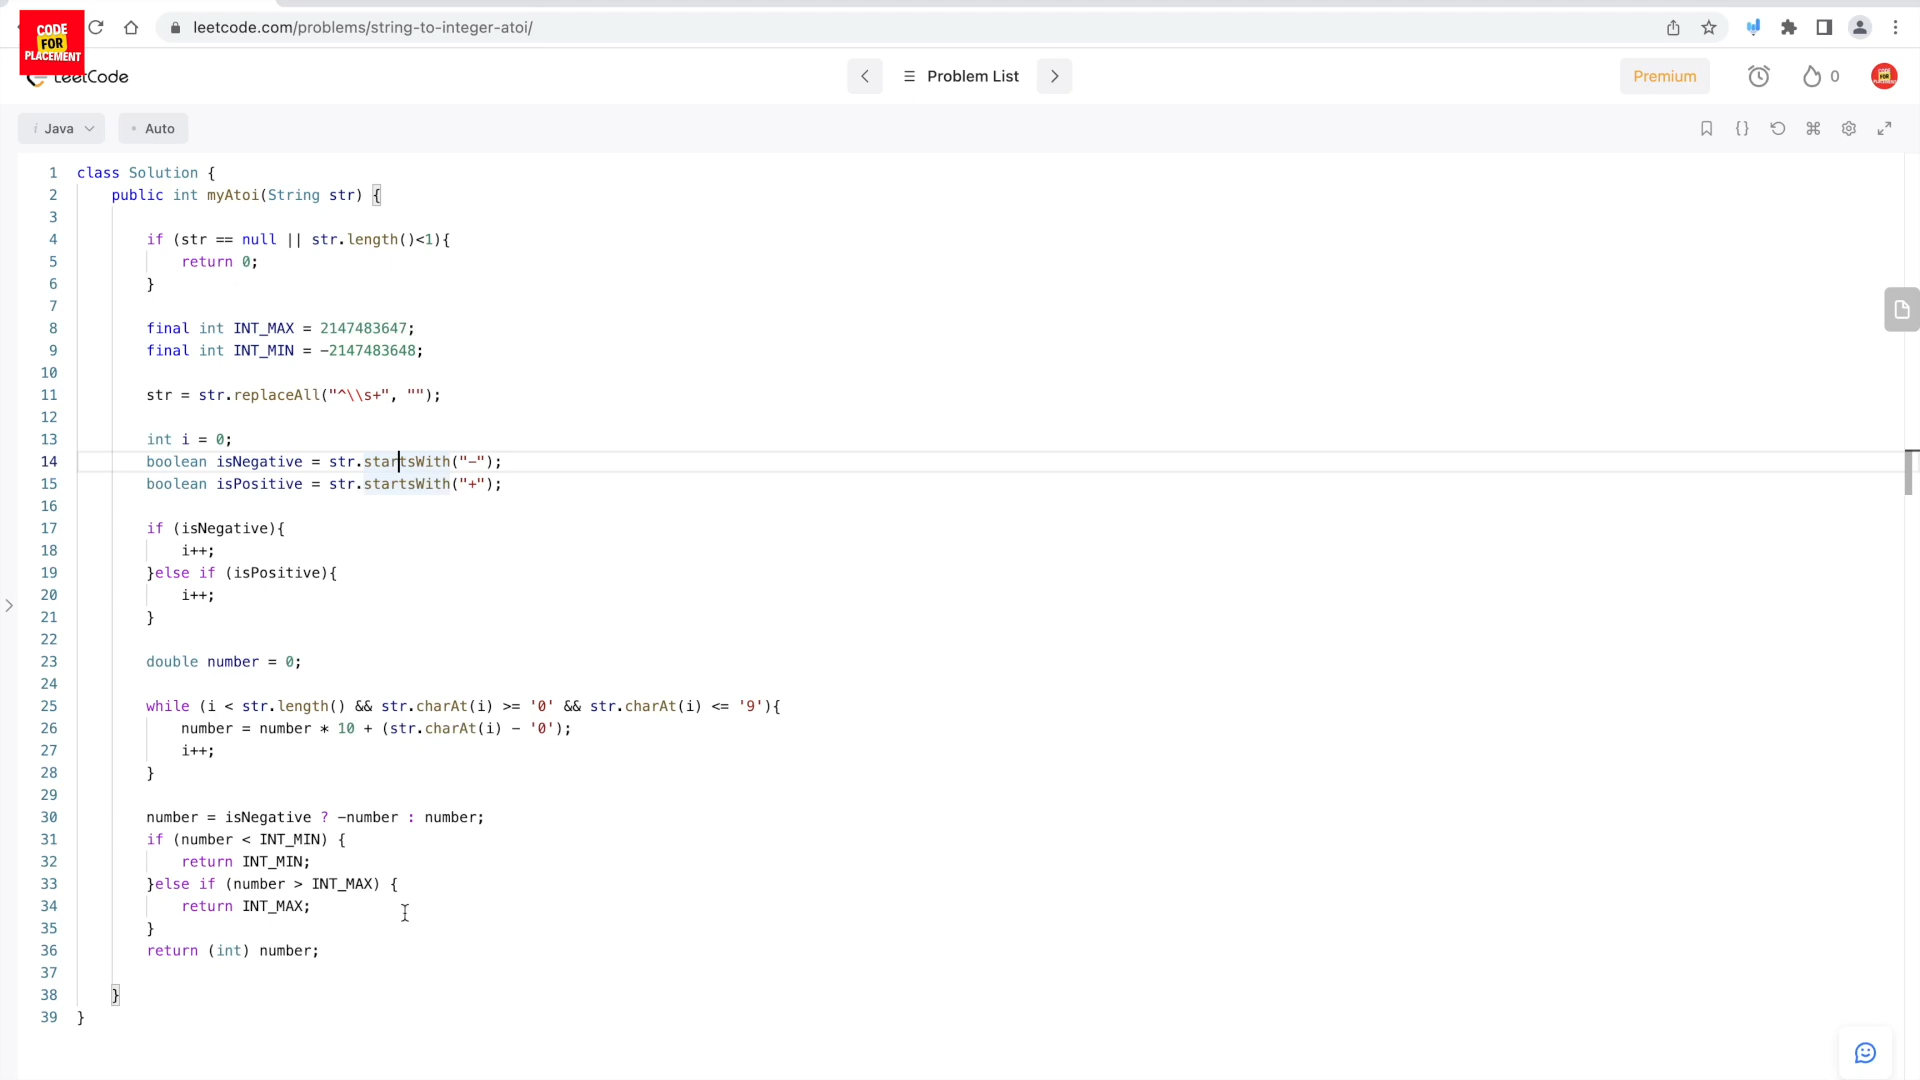 leetcode.com/problems/string-to-integer-atoi/
CODE
FOR
PLACEMENT
LeetCode
Problem List
Premium
0
i Java
Auto
1 class Solution {
2 public int myAtoi(String str) {
3
4 if (str == null || str.length()<1){
5 return 0;
6 }
7
8 final int INT_MAX = 2147483647;
9 final int INT_MIN = -2147483648;
10
11 str = str.replaceAll("^\\s+", "");
12
13 int i = 0;
14 boolean isNegative = str.startsWith("-");
15 boolean isPositive = str.startsWith("+");
16
17 if (isNegative){
18 i++;
19 }else if (isPositive){
20 i++;
21 }
22
23 double number = 0;
24
25 while (i < str.length() && str.charAt(i) >= '0' && str.charAt(i) <= '9'){
26 number = number * 10 + (str.charAt(i) - '0');
27 i++;
28 }
29
30 number = isNegative ? -number : number;
31 if (number < INT_MIN) {
32 return INT_MIN;
33 }else if (number > INT_MAX) {
34 return INT_MAX;
35 }
36 return (int) number;
37
38 }
39 }